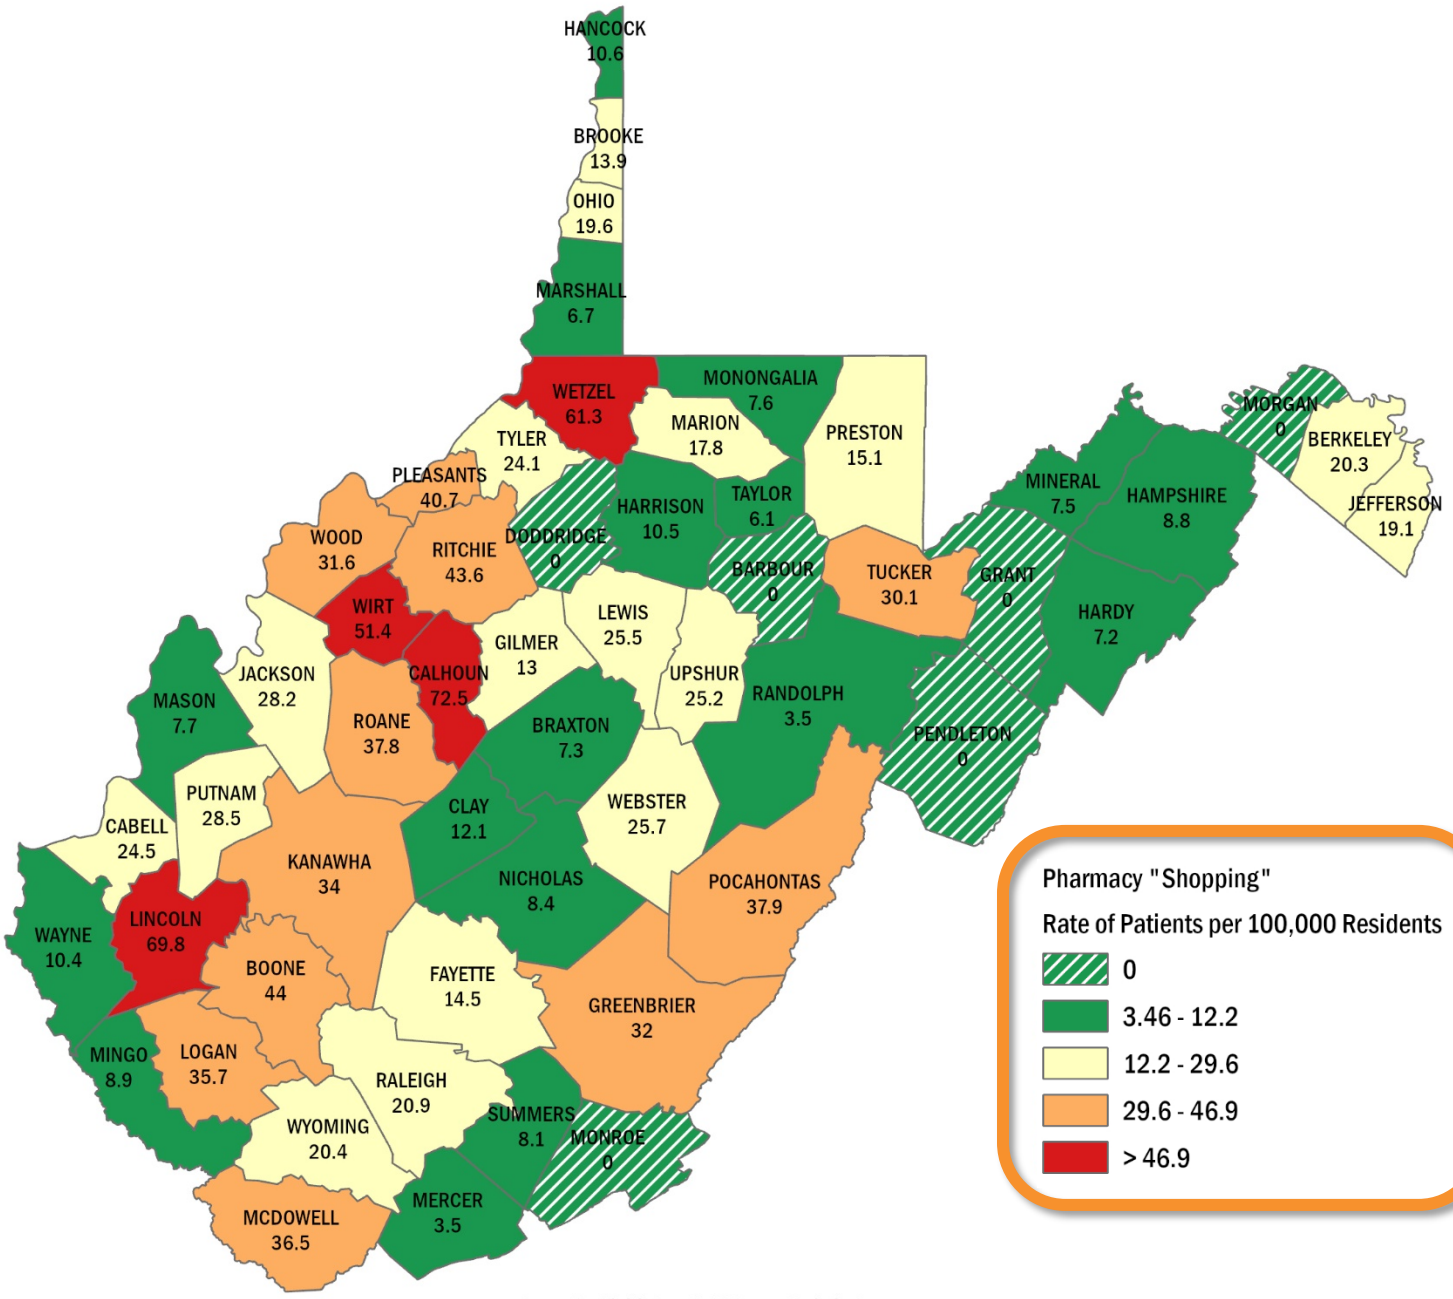 HANCOCK
10.6
BROOKE
13.9
OHIO
19.6
MARSHALL
6.7
WETZEL
61.3
MONONGALIA
7.6
MARION
17.8
PRESTON
15.1
TYLER
24.1
PLEASANTS
40.7
MORGAN
0
BERKELEY
20.3
JEFFERSON
19.1
MINERAL
7.5
HAMPSHIRE
8.8
HARRISON
10.5
TAYLOR
6.1
DODDRIDGE
0
WOOD
31.6
RITCHIE
43.6
BARBOUR
0
TUCKER
30.1
GRANT
0
HARDY
7.2
WIRT
51.4
LEWIS
25.5
GILMER
13
CALHOUN
72.5
UPSHUR
25.2
RANDOLPH
3.5
JACKSON
28.2
MASON
7.7
ROANE
37.8
BRAXTON
7.3
PENDLETON
0
PUTNAM
28.5
CLAY
12.1
WEBSTER
25.7
CABELL
24.5
KANAWHA
34
NICHOLAS
8.4
POCAHONTAS
37.9
LINCOLN
69.8
WAYNE
10.4
BOONE
44
FAYETTE
14.5
GREENBRIER
32
MINGO
8.9
LOGAN
35.7
RALEIGH
20.9
SUMMERS
8.1
WYOMING
20.4
MONROE
0
MERCER
3.5
MCDOWELL
36.5
Pharmacy "Shopping"
Rate of Patients per 100,000 Residents
0
3.46 - 12.2
12.2 - 29.6
29.6 - 46.9
> 46.9